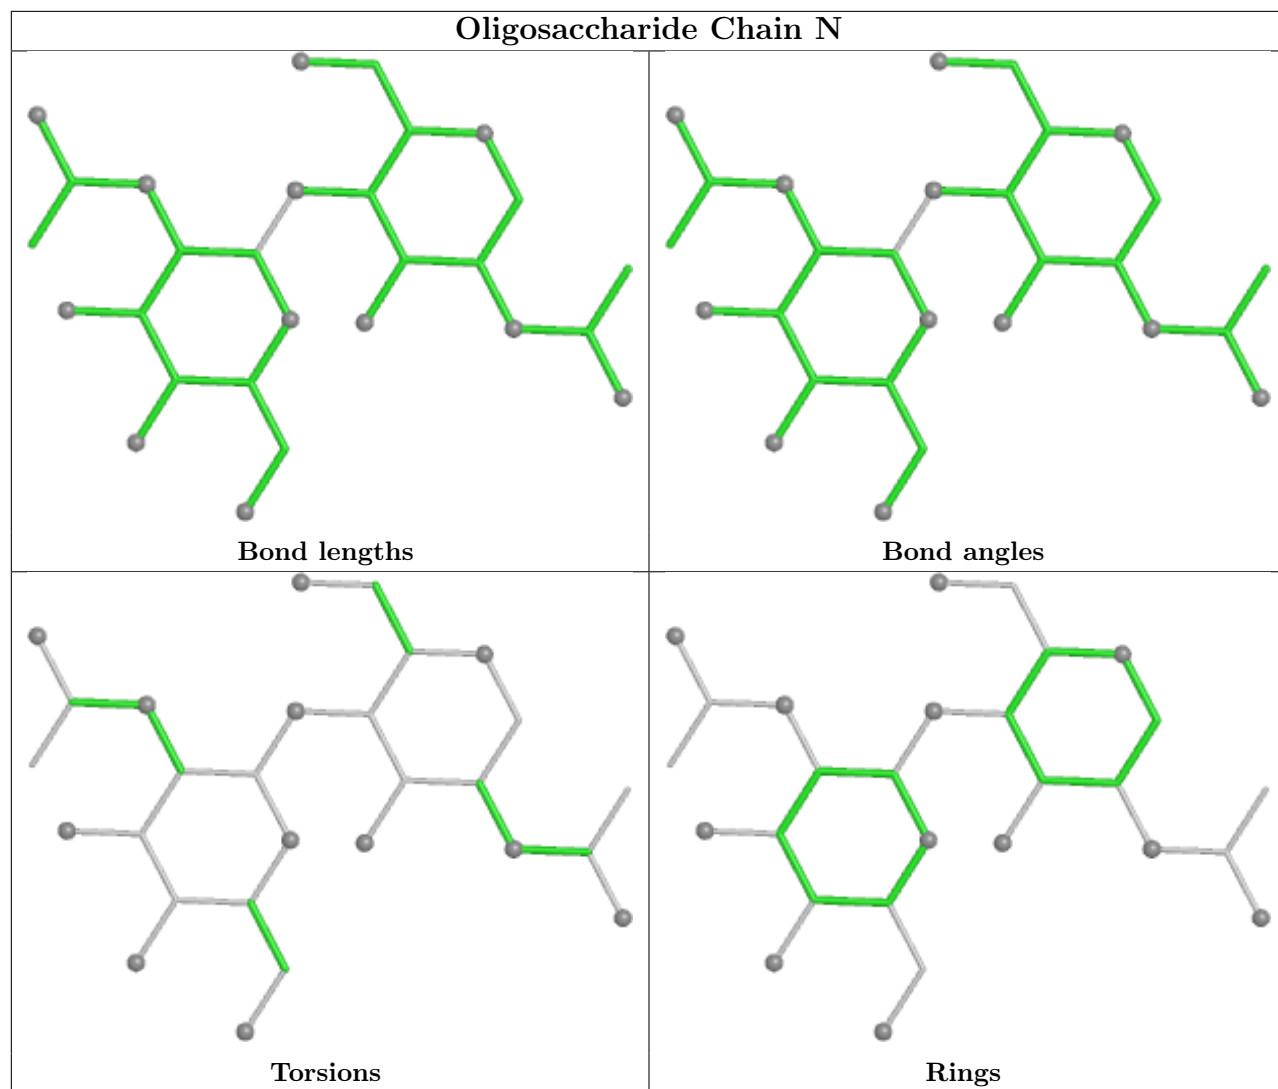 Oligosaccharide Chain N
Bond lengths
Bond angles
Torsions
Rings